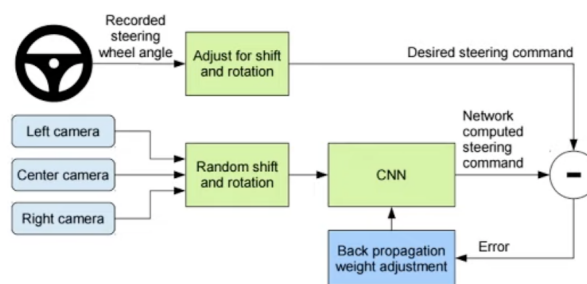 Recorded
steering
wheel angle
Adjust for shift
and rotation
Desired steering command
Left camera
Center camera
Right camera
Random shift
and rotation
CNN
Network
computed
steering
command
-
Back propagation
weight adjustment
Error